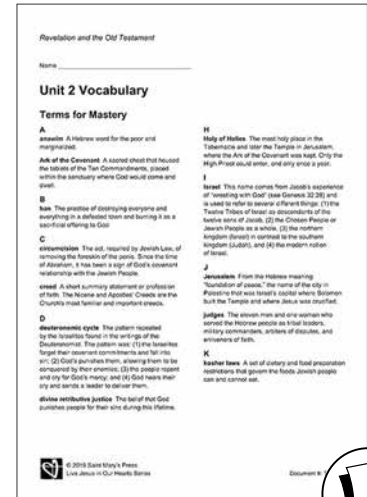 Revelation and the Old Testament
Name
Unit 2 Vocabulary
Terms for Mastery
A
anawim A Hebrew word for the poor and
marginalized.
Ark of the Covenant A sacred chest that housed
the tablets of the Ten Commandments, placed
within the sanctuary where God would come and
dwell.
B
ban The practice of destroying everyone and
everything in a defeated town and burning it as a
sacrificial offering to God
C
circumcision The act, required by Jewish Law, of
removing the foreskin of the penis. Since the time
of Abraham, it has been a sign of God's covenant
relationship with the Jewish People.
creed A short summary statement or profession
of faith. The Nicene and Apostles' Creeds are the
Church's most familiar and important creeds.
D
deuteronomic cycle The pattern repeated
by the Israelites found in the writings of the
Deuteronomist. The pattern was: (1) the Israelites
forget their covenant commitments and fall into
sin; (2) God's punishes them, allowing them to be
conquered by their enemies; (3) the people repent
and cry for God's mercy; and (4) God hears their
cry and sends a leader to deliver them.
divine retributive justice The belief that God
punishes people for their sins during this lifetime.
H
Holy of Holies The most holy place in the
Tabernacle and later the Temple in Jerusalem,
where the Ark of the Covenant was kept. Only the
High Priest could enter, and only once a year.
I
Israel This name comes from Jacob's experience
of "wrestling with God" (see Genesis 32:28) and
is used to refer to several different things: (1) the
Twelve Tribes of Israel as descendants of the
twelve sons of Jacob, (2) the Chosen People or
Jewish People as a whole, (3) the northern
kingdom (Israel) in contrast to the southern
kingdom (Judah), and (4) the modern nation
of Israel.
J
Jerusalem From the Hebrew meaning
"foundation of peace," the name of the city in
Palestine that was Israel's capital where Solomon
built the Temple and where Jesus was crucified.
judges The eleven men and one woman who
served the Hebrew people as tribal leaders,
military commanders, arbiters of disputes, and
enliveners of faith.
K
kosher laws A set of dietary and food preparation
restrictions that govern the foods Jewish people
can and cannot eat.
© 2019 Saint Mary's Press
Live Jesus in Our Hearts Series
Document #: